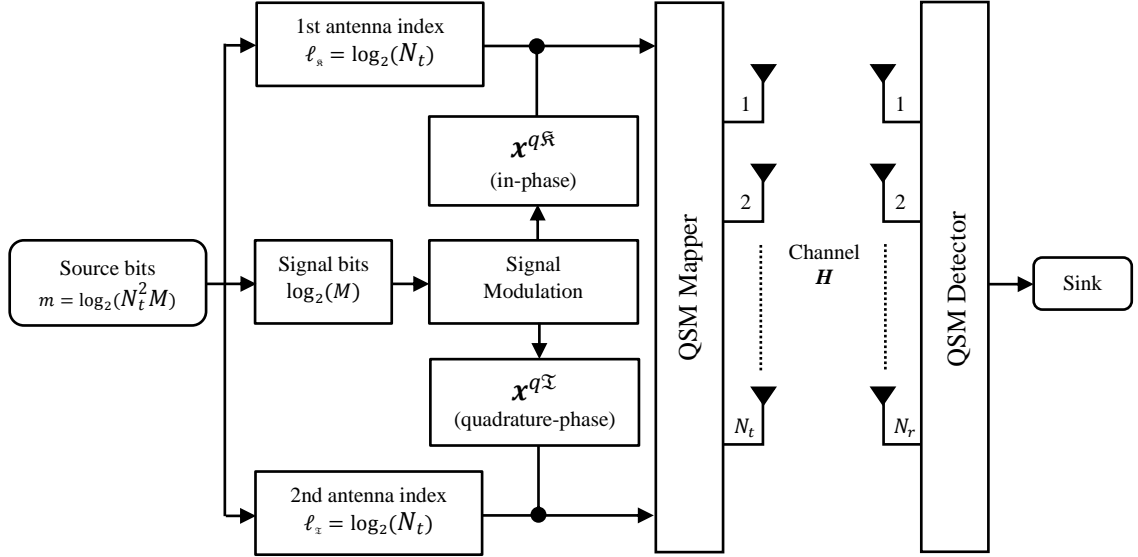 1st antenna index
ℓ_ℜ = log₂(N_t)
x^{qℜ}
(in-phase)
Source bits
m = log₂(N_t²M)
Signal bits
log₂(M)
Signal
Modulation
x^{qℑ}
(quadrature-phase)
2nd antenna index
ℓ_ℑ = log₂(N_t)
QSM Mapper
1
2
N_t
Channel
H
1
2
N_r
QSM Detector
Sink